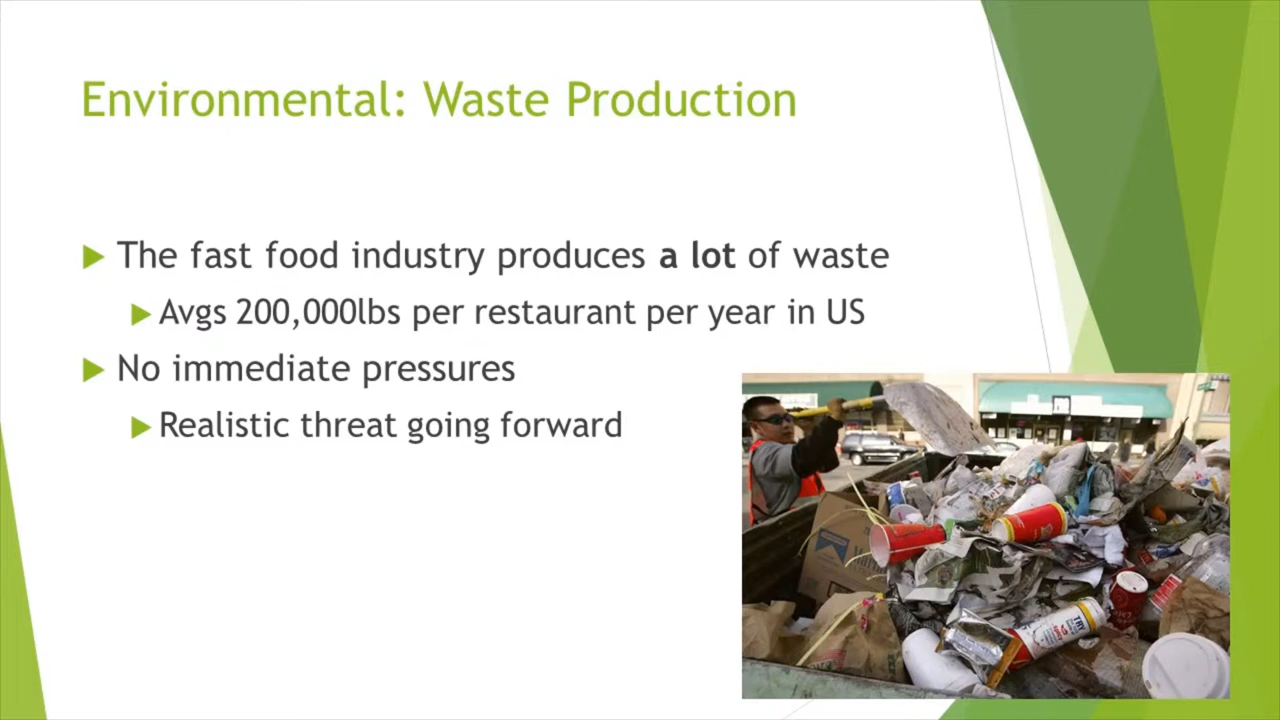 Environmental: Waste Production
The fast food industry produces a lot of waste
Avgs 200,000lbs per restaurant per year in US
No immediate pressures
Realistic threat going forward
TRY